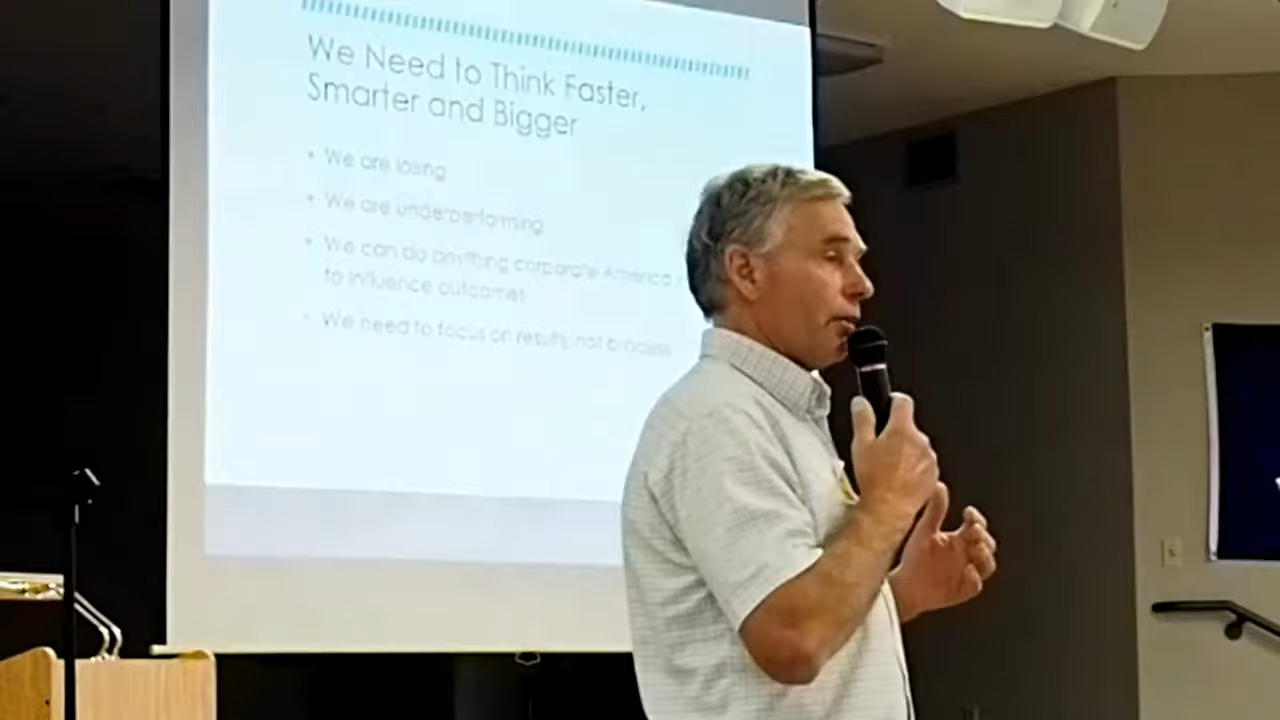 We Need to Think Faster,
Smarter and Bigger
• We are losing
• We are underperforming
• We can do anything corporate America
to influence outcomes
• We need to focus on results, not process